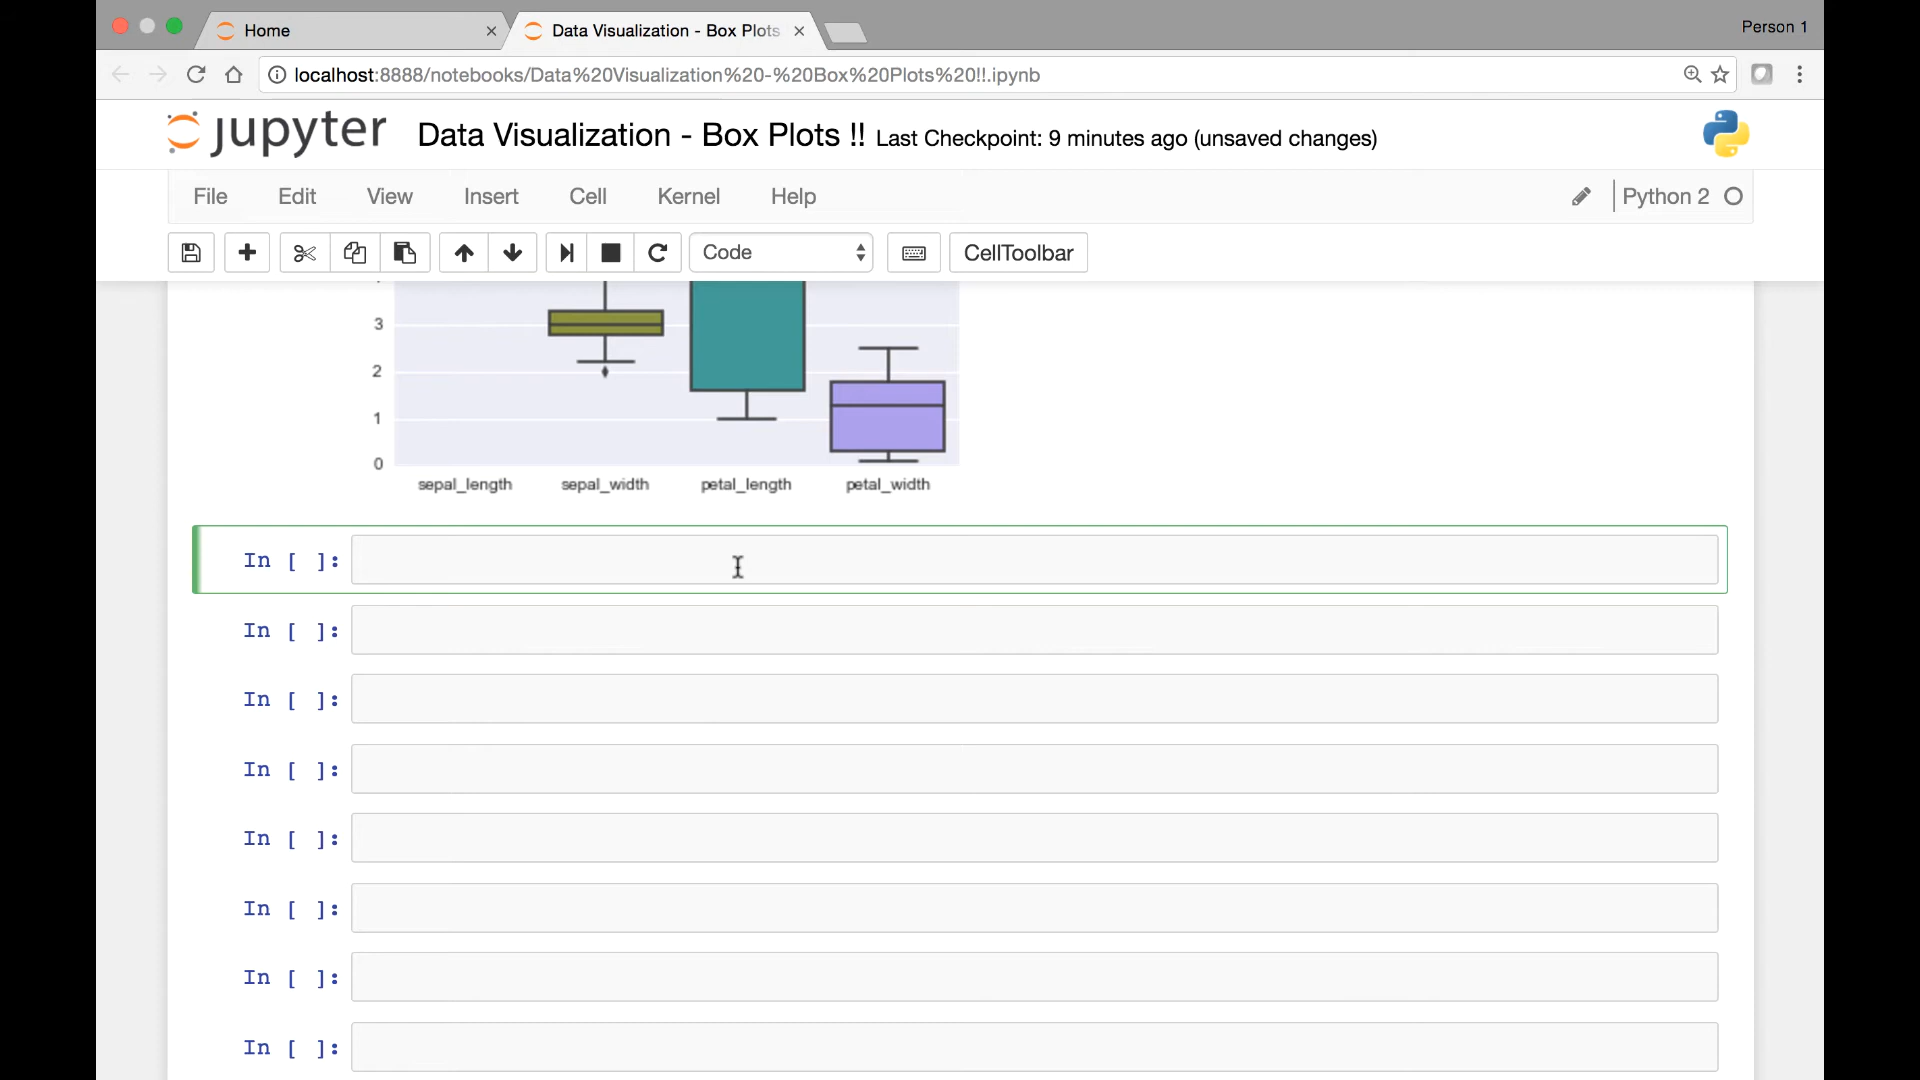 Home
Data Visualization - Box Plots
Person 1
localhost:8888/notebooks/Data%20Visualization%20-%20Box%20Plots%20!!.ipynb
jupyter Data Visualization - Box Plots !! Last Checkpoint: 9 minutes ago (unsaved changes)
File Edit View Insert Cell Kernel Help Python 2
Code CellToolbar
3
2
1
0
sepal_length sepal_width petal_length petal_width
In [ ]:
In [ ]:
In [ ]:
In [ ]:
In [ ]:
In [ ]:
In [ ]:
In [ ]: